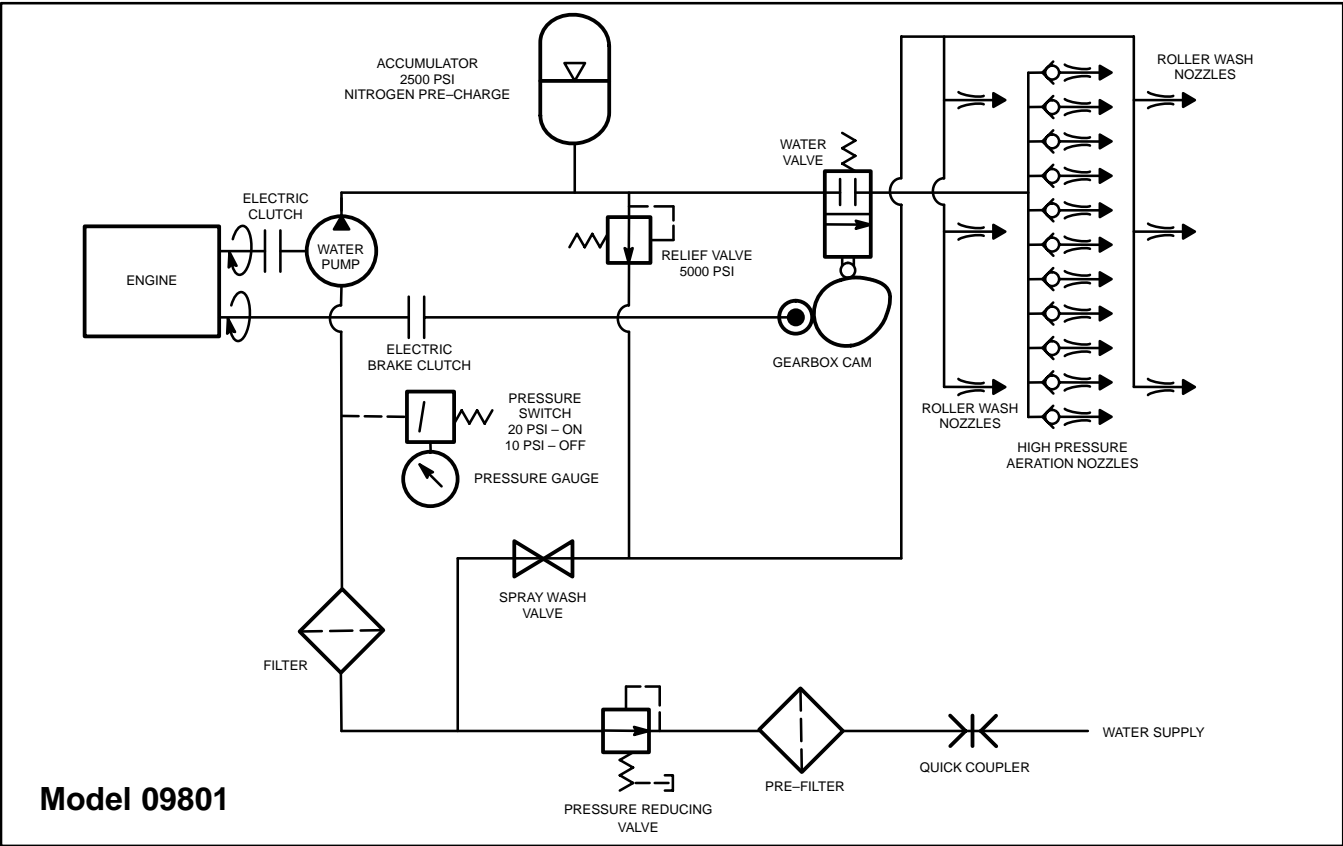 ACCUMULATOR
2500 PSI
NITROGEN PRE–CHARGE
ROLLER WASH
NOZZLES
WATER
VALVE
ELECTRIC
CLUTCH
ENGINE
WATER
PUMP
RELIEF VALVE
5000 PSI
ELECTRIC
BRAKE CLUTCH
GEARBOX CAM
PRESSURE
SWITCH
20 PSI – ON
10 PSI – OFF
PRESSURE GAUGE
ROLLER WASH
NOZZLES
HIGH PRESSURE
AERATION NOZZLES
SPRAY WASH
VALVE
FILTER
WATER SUPPLY
QUICK COUPLER
PRE–FILTER
PRESSURE REDUCING
VALVE
Model 09801